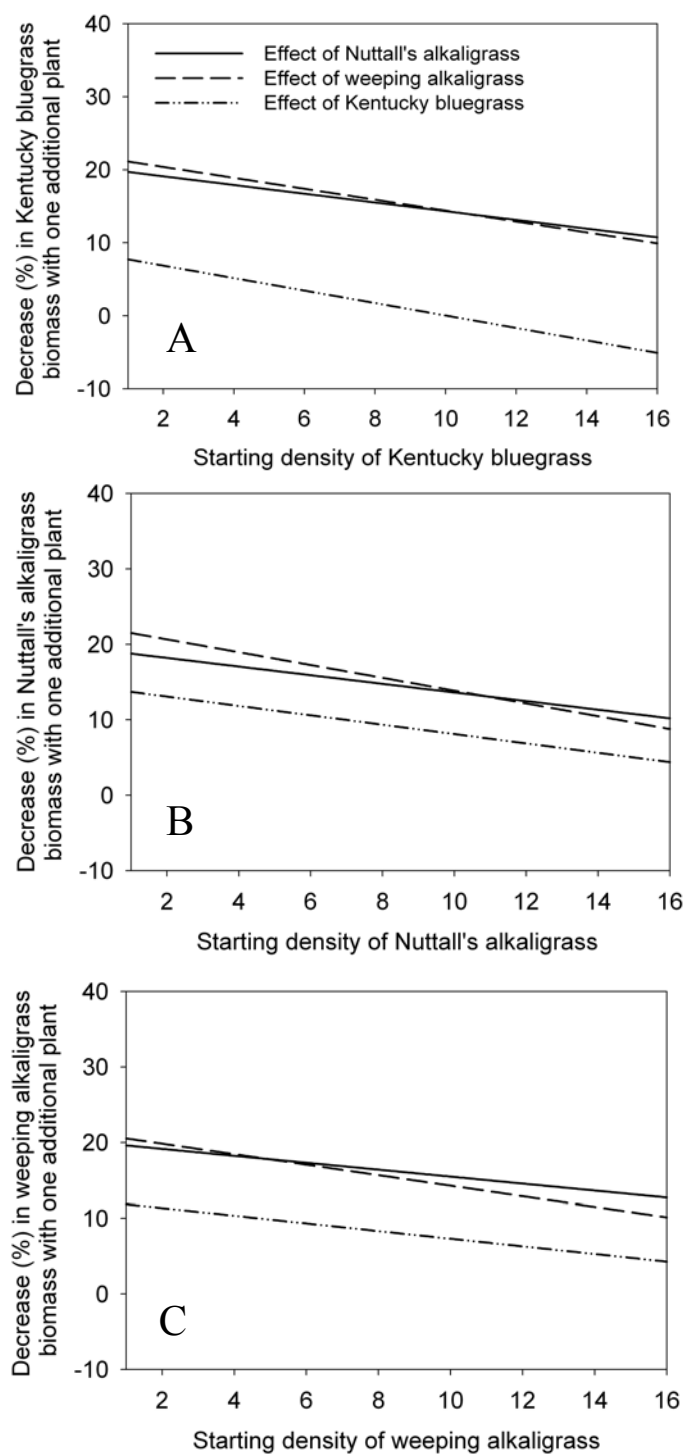 Decrease (%) in Kentucky bluegrass
biomass with one additional plant
40
30
20
10
0
-10
Effect of Nuttall's alkaligrass
Effect of weeping alkaligrass
Effect of Kentucky bluegrass
A
2 4 6 8 10 12 14 16
Starting density of Kentucky bluegrass
Decrease (%) in Nuttall's alkaligrass
biomass with one additional plant
40
30
20
10
0
-10
B
2 4 6 8 10 12 14 16
Starting density of Nuttall's alkaligrass
Decrease (%) in weeping alkaligrass
biomass with one additional plant
40
30
20
10
0
-10
C
2 4 6 8 10 12 14 16
Starting density of weeping alkaligrass